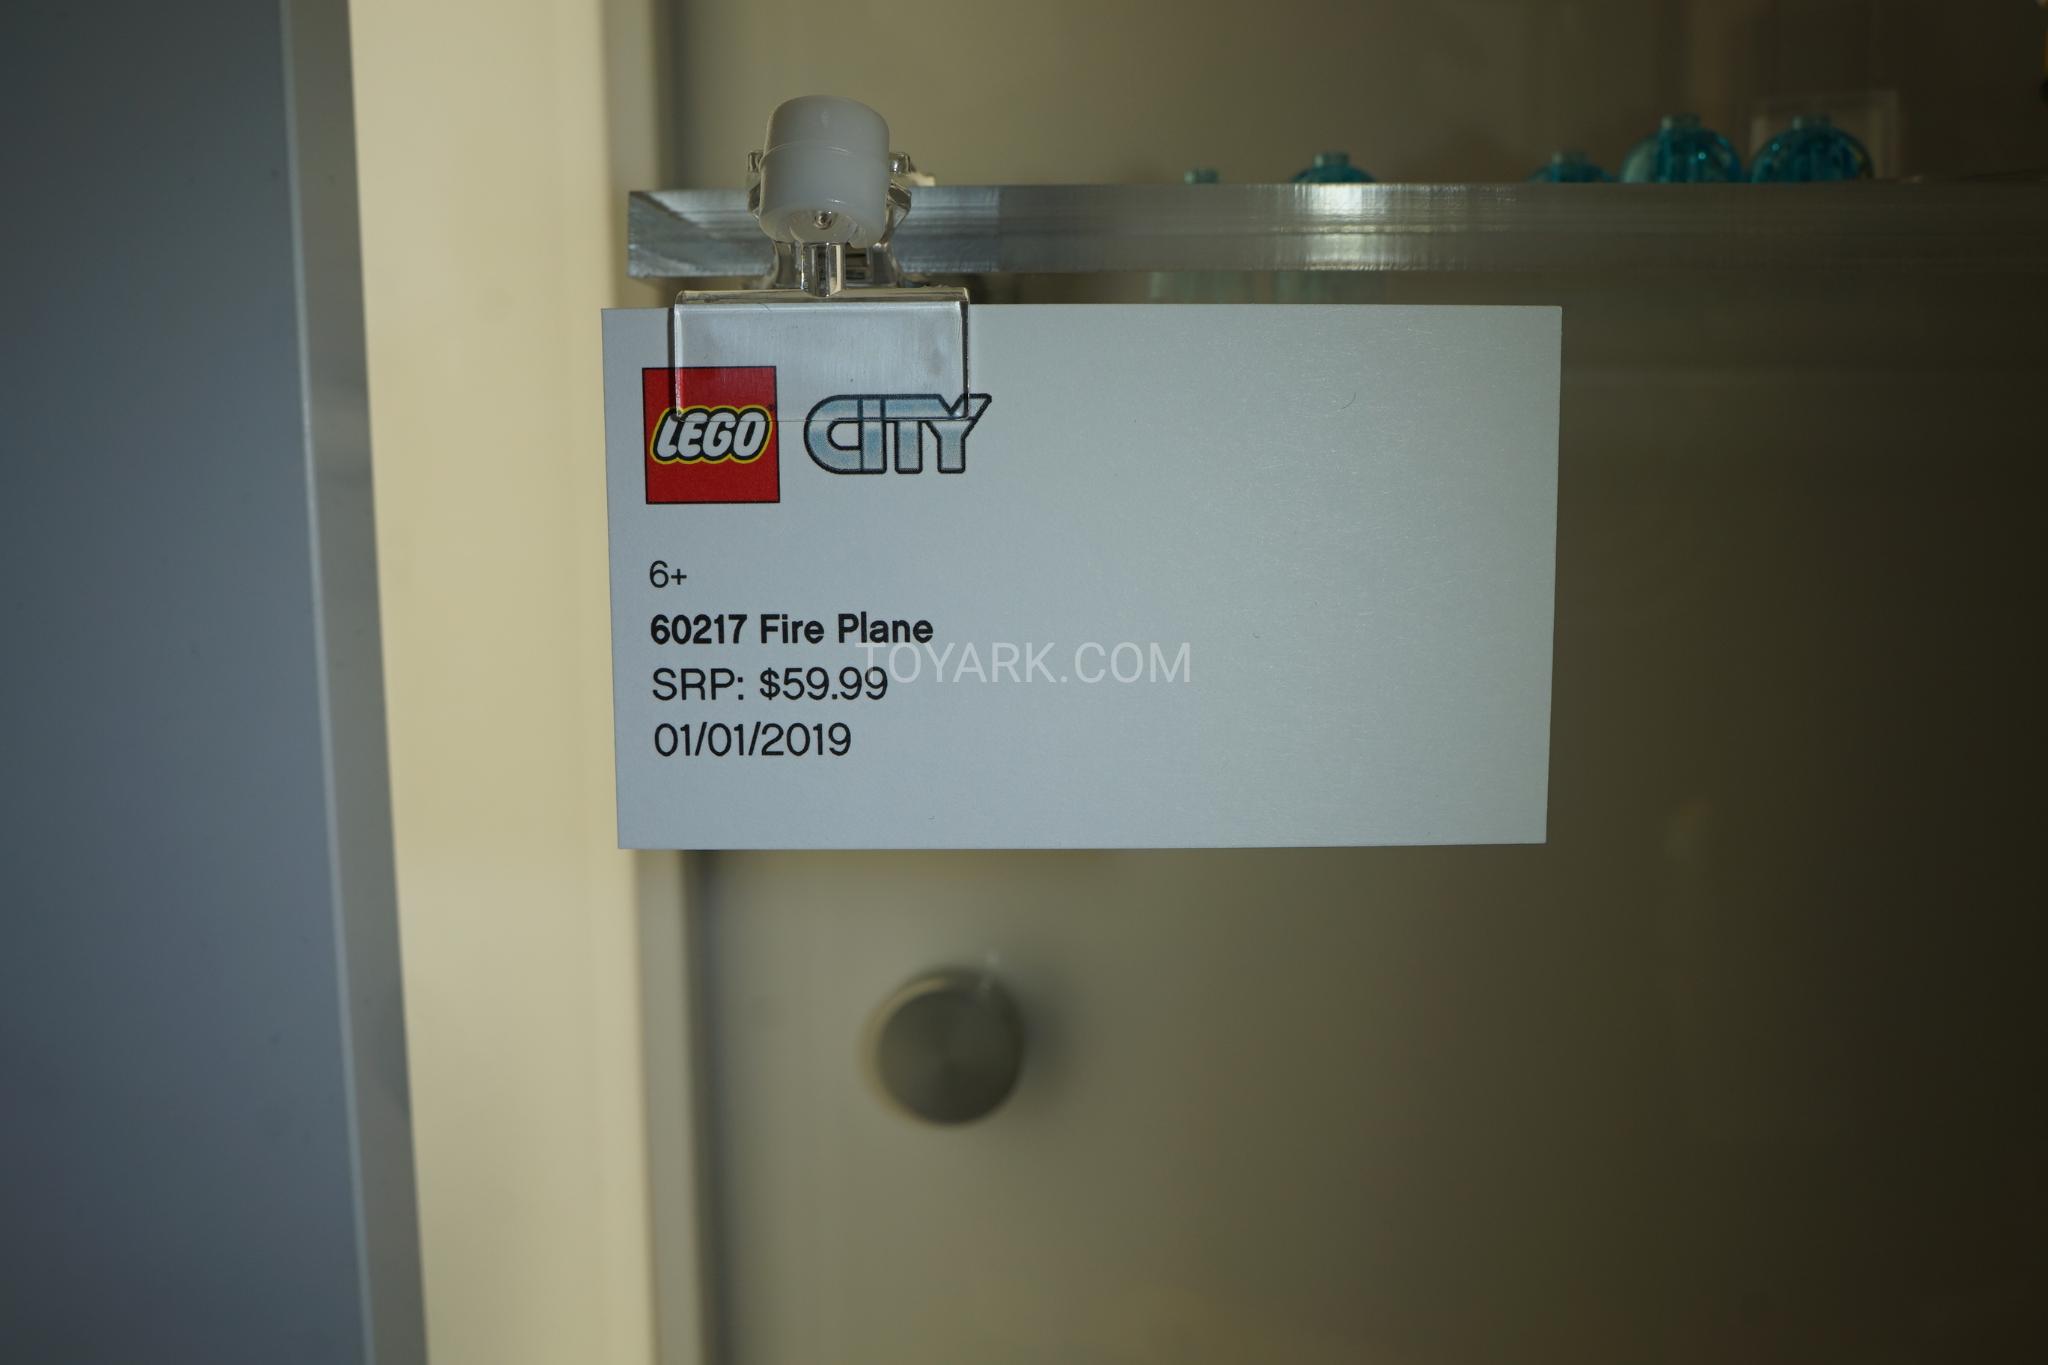 LEGO CITY
6+
60217 Fire Plane
TOYARK.COM
SRP: $59.99
01/01/2019